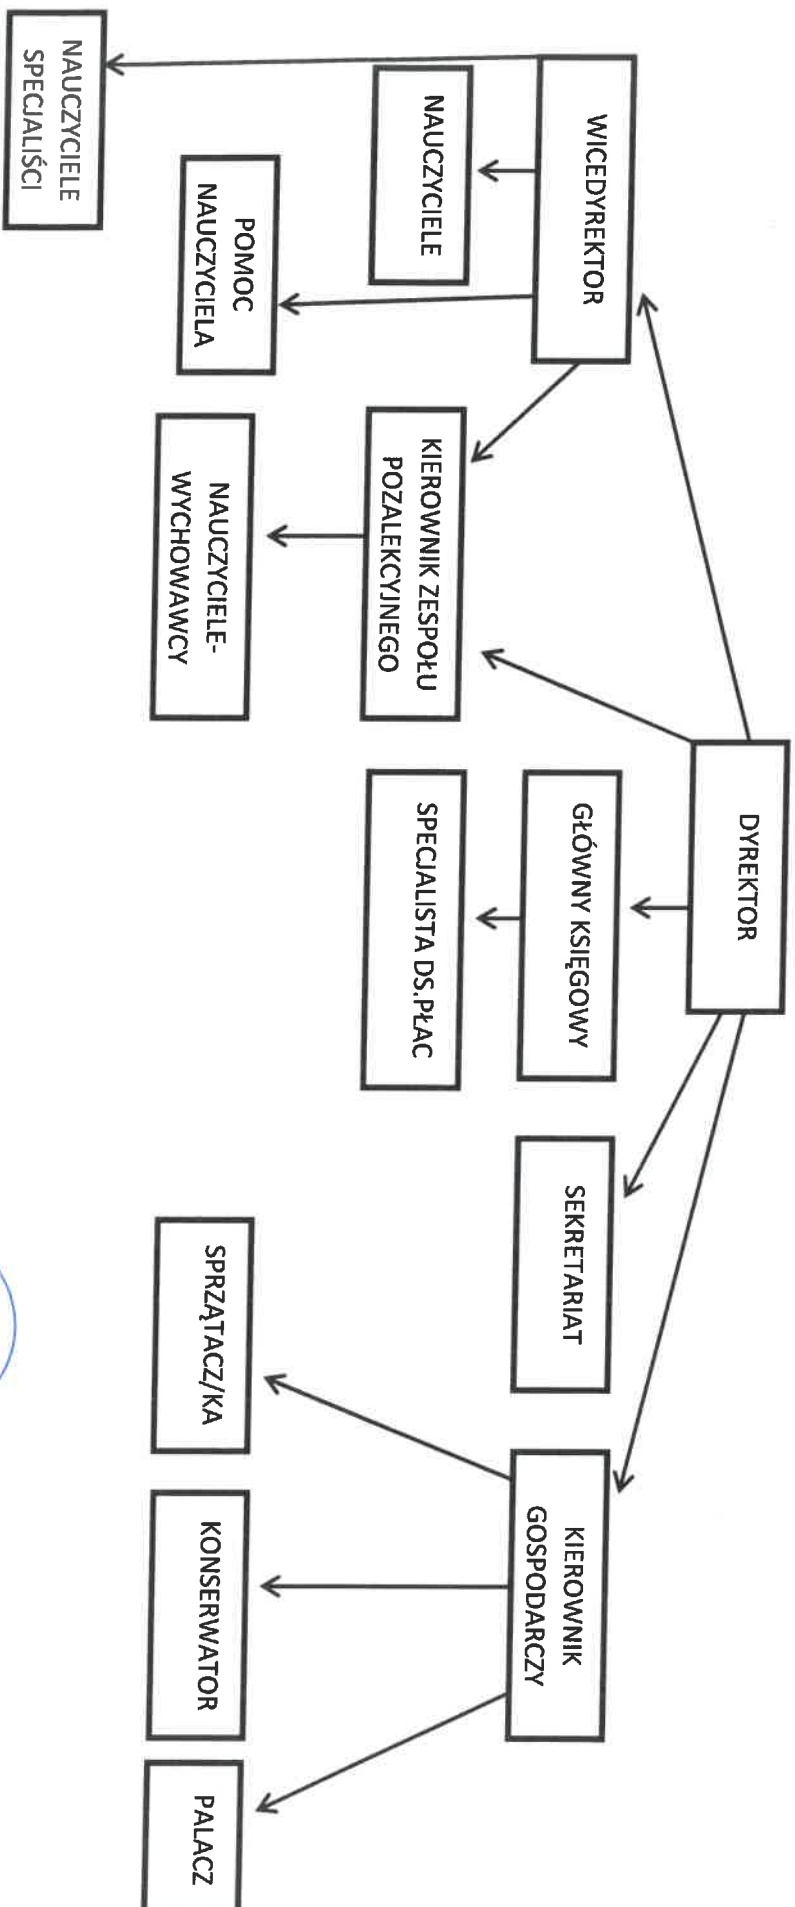 DYREKTOR
WICEDYREKTOR
GŁÓWNY KSIĘGOWY
SEKRETARIAT
KIEROWNIK
GOSPODARCZY
NAUCZYCIELE
KIEROWNIK ZESPOŁU
POZALEKCYJNEGO
SPECJALISTA DS.PŁAC
POMOC
NAUCZYCIELA
NAUCZYCIELE-
WYCHOWAWCY
SPRZĄTACZ/KA
KONSERWATOR
PALACZ
NAUCZYCIELE
SPECJALIŚCI